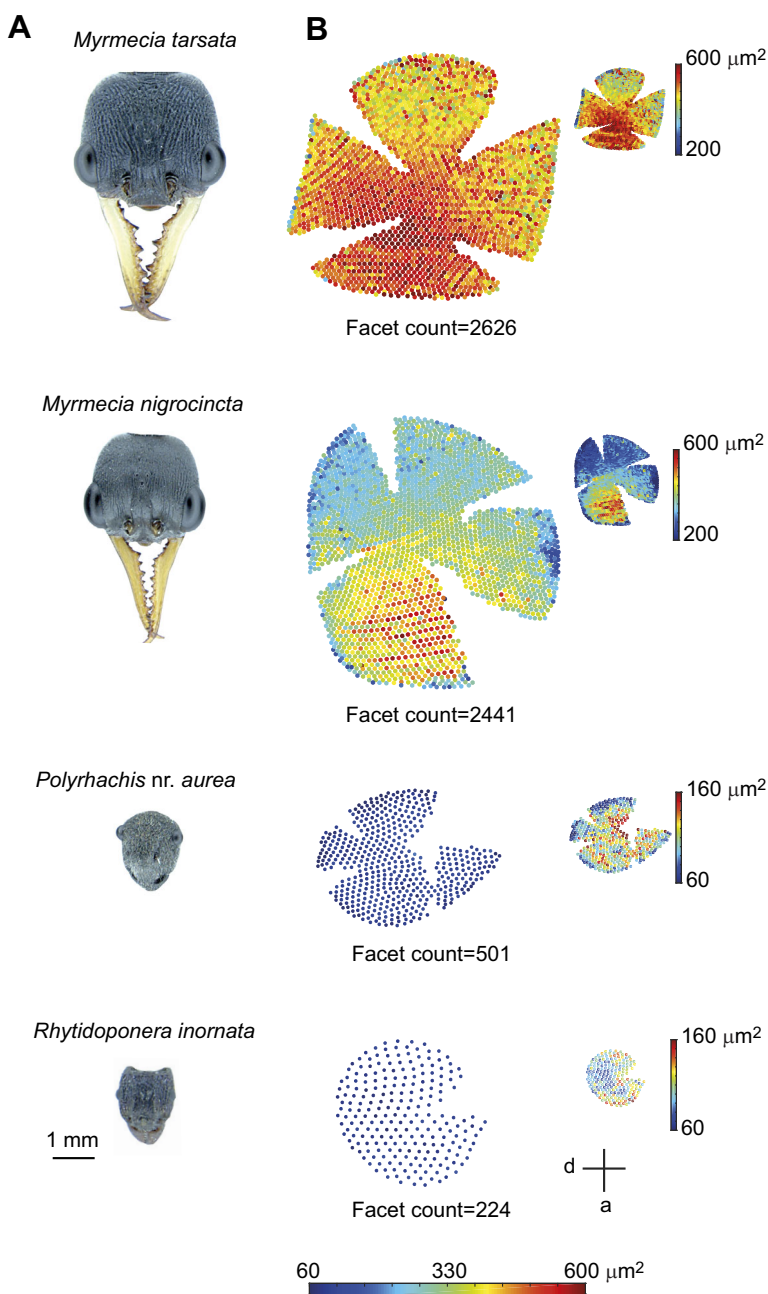 A
B
Myrmecia tarsata
600 μm2
200
Facet count=2626
Myrmecia nigrocincta
600 μm2
200
Facet count=2441
Polyrhachis nr. aurea
160 μm2
60
Facet count=501
Rhytidoponera inornata
160 μm2
60
1 mm
d
a
Facet count=224
60 330 600 μm2